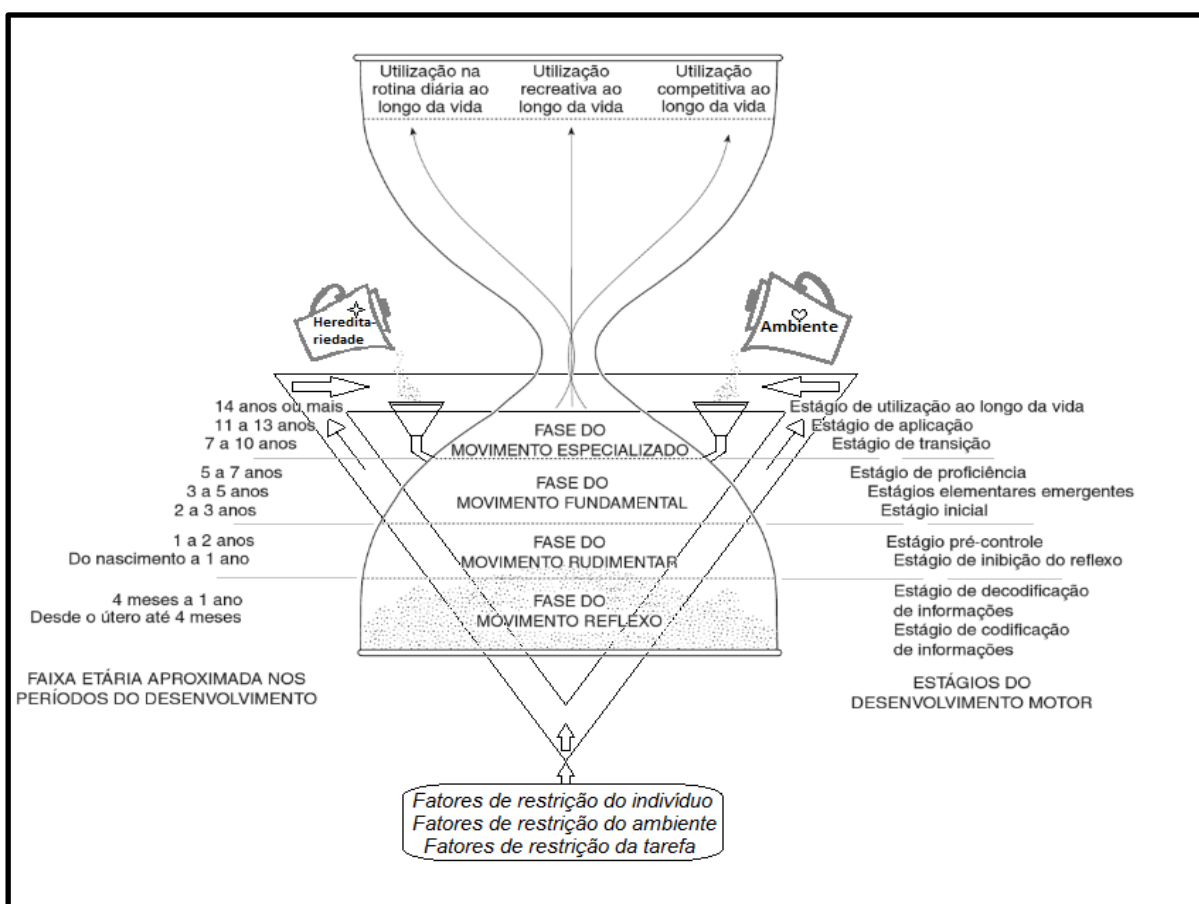 Utilização na
rotina diária ao
longo da vida
Utilização
recreativa ao
longo da vida
Utilização
competitiva ao
longo da vida
Heredita-
riedade
Ambiente
14 anos ou mais
11 a 13 anos
7 a 10 anos
FASE DO
MOVIMENTO ESPECIALIZADO
Estágio de utilização ao longo da vida
Estágio de aplicação
Estágio de transição
5 a 7 anos
3 a 5 anos
2 a 3 anos
FASE DO
MOVIMENTO FUNDAMENTAL
Estágio de proficiência
Estágios elementares emergentes
Estágio inicial
1 a 2 anos
Do nascimento a 1 ano
FASE DO
MOVIMENTO RUDIMENTAR
Estágio pré-controle
Estágio de inibição do reflexo
4 meses a 1 ano
Desde o útero até 4 meses
FASE DO
MOVIMENTO REFLEXO
Estágio de decodificação
de informações
Estágio de codificação
de informações
FAIXA ETÁRIA APROXIMADA NOS
PERÍODOS DO DESENVOLVIMENTO
ESTÁGIOS DO
DESENVOLVIMENTO MOTOR
Fatores de restrição do indivíduo
Fatores de restrição do ambiente
Fatores de restrição da tarefa